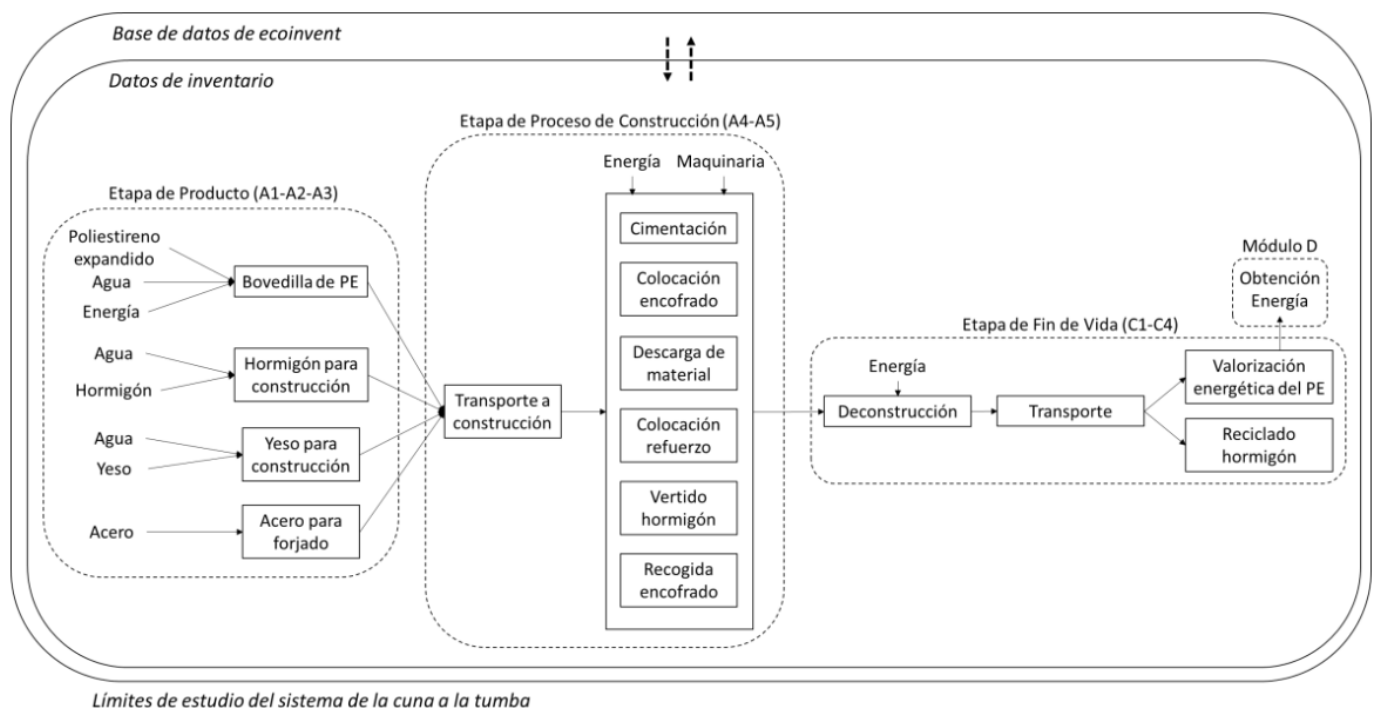 Base de datos de ecoinvent
Datos de inventario
Etapa de Producto (A1-A2-A3)
Poliestireno
expandido
Agua
Energía
Bovedilla de PE
Agua
Hormigón
Hormigón para
construcción
Agua
Yeso
Yeso para
construcción
Acero
Acero para
forjado
Etapa de Proceso de Construcción (A4-A5)
Transporte a
construcción
Energía
Maquinaria
Cimentación
Colocación
encofrado
Descarga de
material
Colocación
refuerzo
Vertido
hormigón
Recogida
encofrado
Etapa de Fin de Vida (C1-C4)
Energía
Deconstrucción
Transporte
Valorización
energética del PE
Reciclado
hormigón
Módulo D
Obtención
Energía
Límites de estudio del sistema de la cuna a la tumba